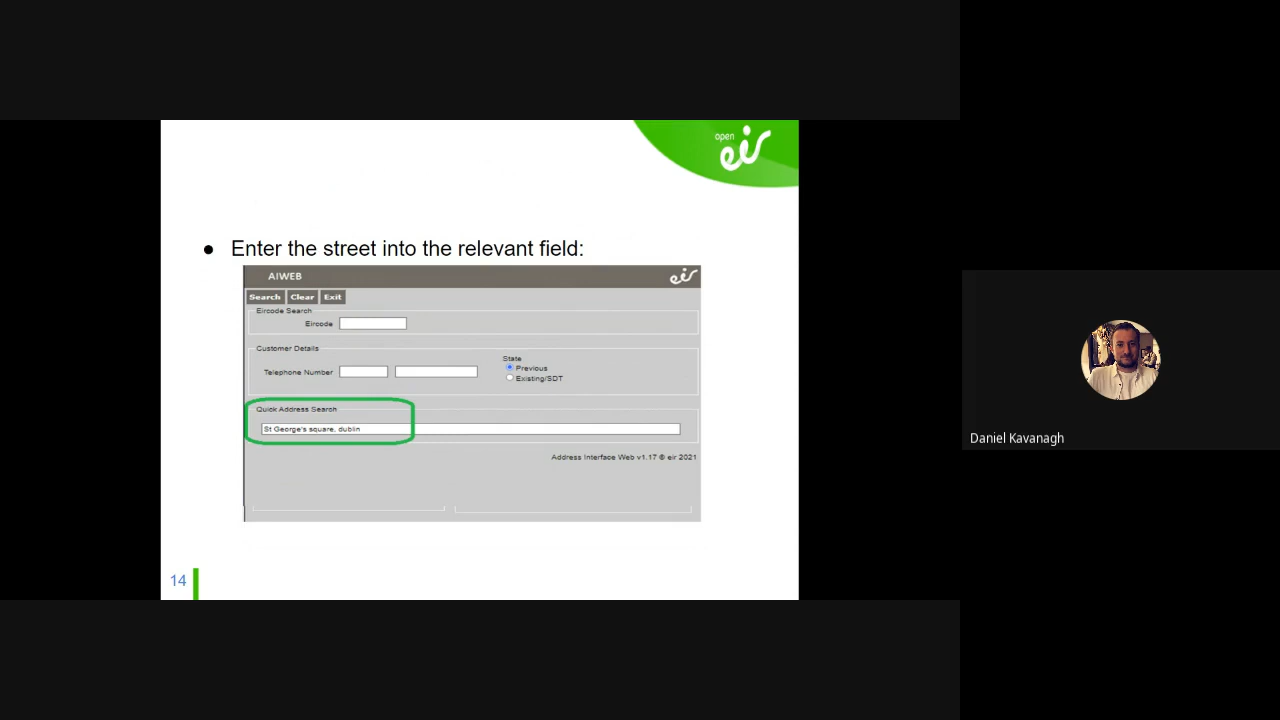 open
eir
● Enter the street into the relevant field:
AIWEB
eir
Search Clear Exit
Eircode Search
Eircode
Customer Details
State
Previous
Telephone Number
Existing/SDT
Quick Address Search
St George's square, dublin
Address Interface Web v1.17 @ eir 2021
Daniel Kavanagh
14